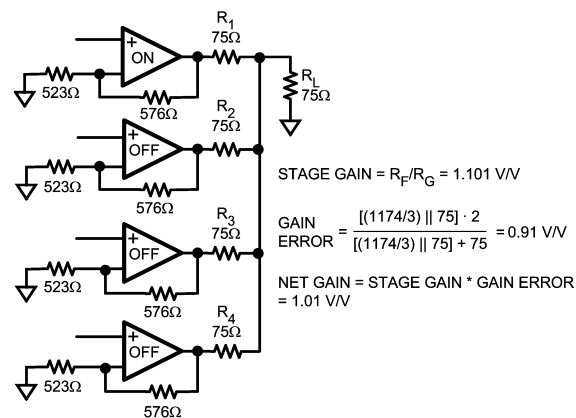 R1
75Ω
+
ON
523Ω
576Ω
RL
75Ω
R2
75Ω
+
OFF
523Ω
576Ω
STAGE GAIN = RF/RG = 1.101 V/V
GAIN ERROR = [(1174/3) || 75] · 2 / [(1174/3) || 75] + 75 = 0.91 V/V
NET GAIN = STAGE GAIN * GAIN ERROR
= 1.01 V/V
R3
75Ω
+
OFF
523Ω
576Ω
R4
75Ω
+
OFF
523Ω
576Ω